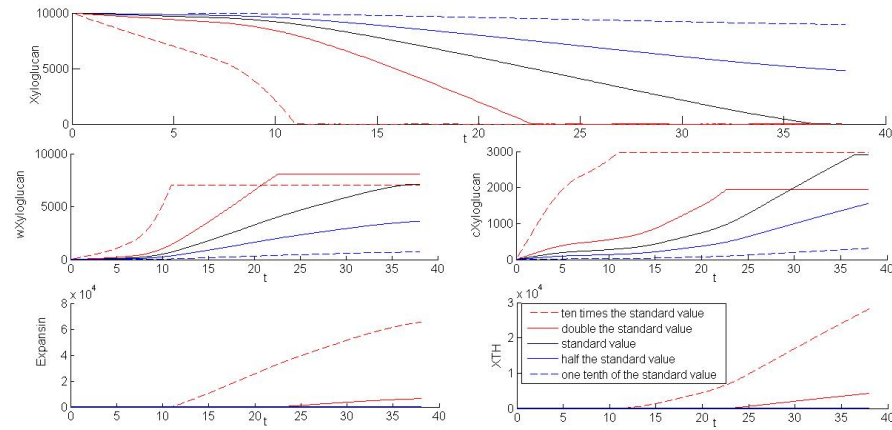 10000
5000
0
Xyloglucan
0 5 10 15 20 25 30 35 40
t
10000
5000
0
wXyloglucan
0 5 10 15 20 25 30 35 40
t
3000
2000
1000
0
cXyloglucan
0 5 10 15 20 25 30 35 40
t
x 10^4
8
6
4
2
0
Expansin
0 5 10 15 20 25 30 35 40
t
x 10^4
3
2
1
0
XTH
ten times the standard value
double the standard value
standard value
half the standard value
one tenth of the standard value
0 5 10 15 20 25 30 35 40
t